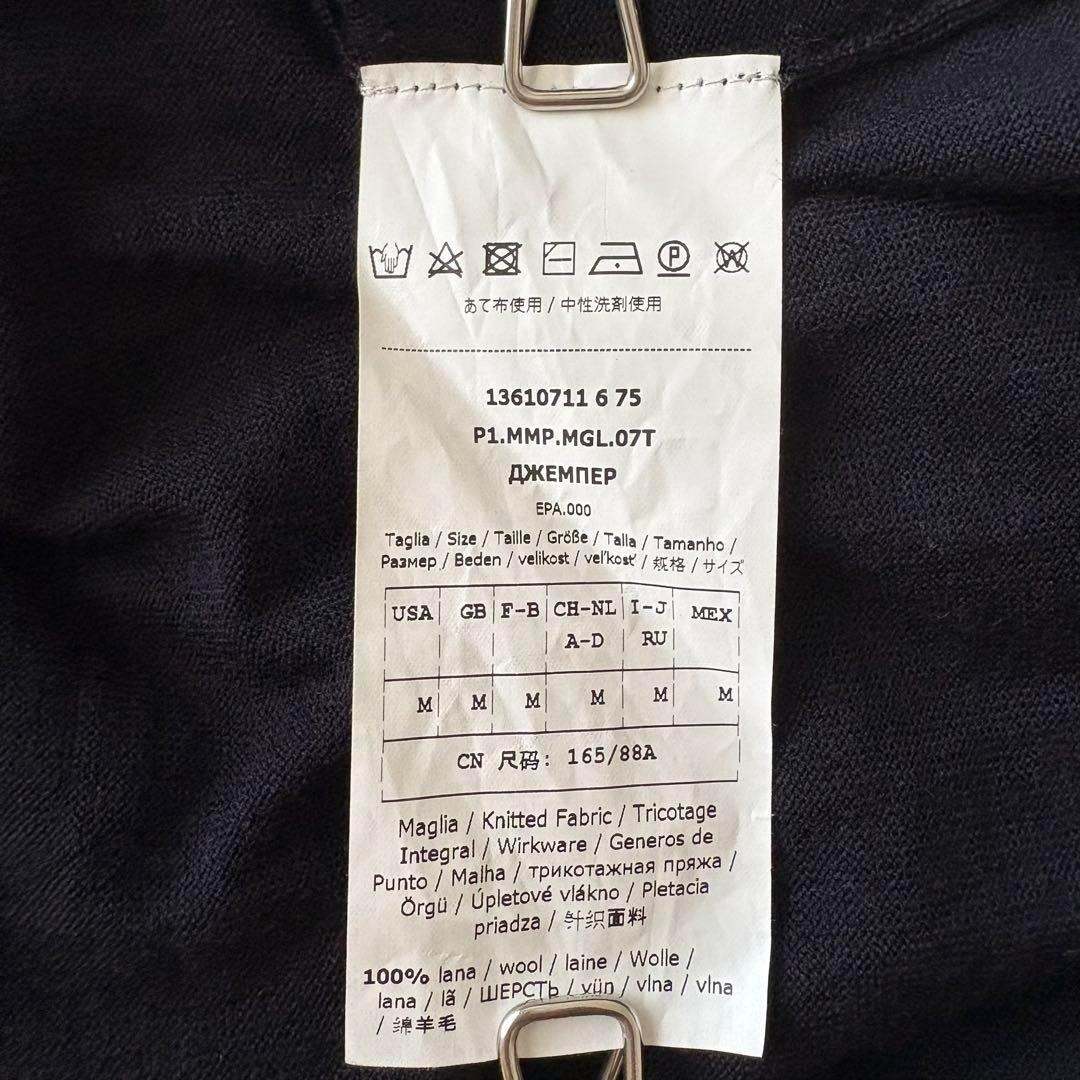 P W
あて布使用 / 中性洗剤使用
13610711 6 75
P1.MMP.MGL.07T
ДЖЕМПЕР
EPA.000
Taglia / Size / Taille / Größe / Talla / Tamanho /
Размер / Beden / velikost / veľkosť / 规格 / サイズ
USA GB F-B CH-NL I-J MEX
A-D RU
M M M M M M
CN 尺码: 165/88A
Maglia / Knitted Fabric / Tricotage
Integral / Wirkware / Generos de
Punto / Malha / трикотажная пряжа /
Örgü / Úpletové vlákno / Pletacia
priadza / 针织面料
100% lana / wool / laine / Wolle /
lana / lã / ШЕРСТЬ / yün / vlna / vlna
/ 绵羊毛